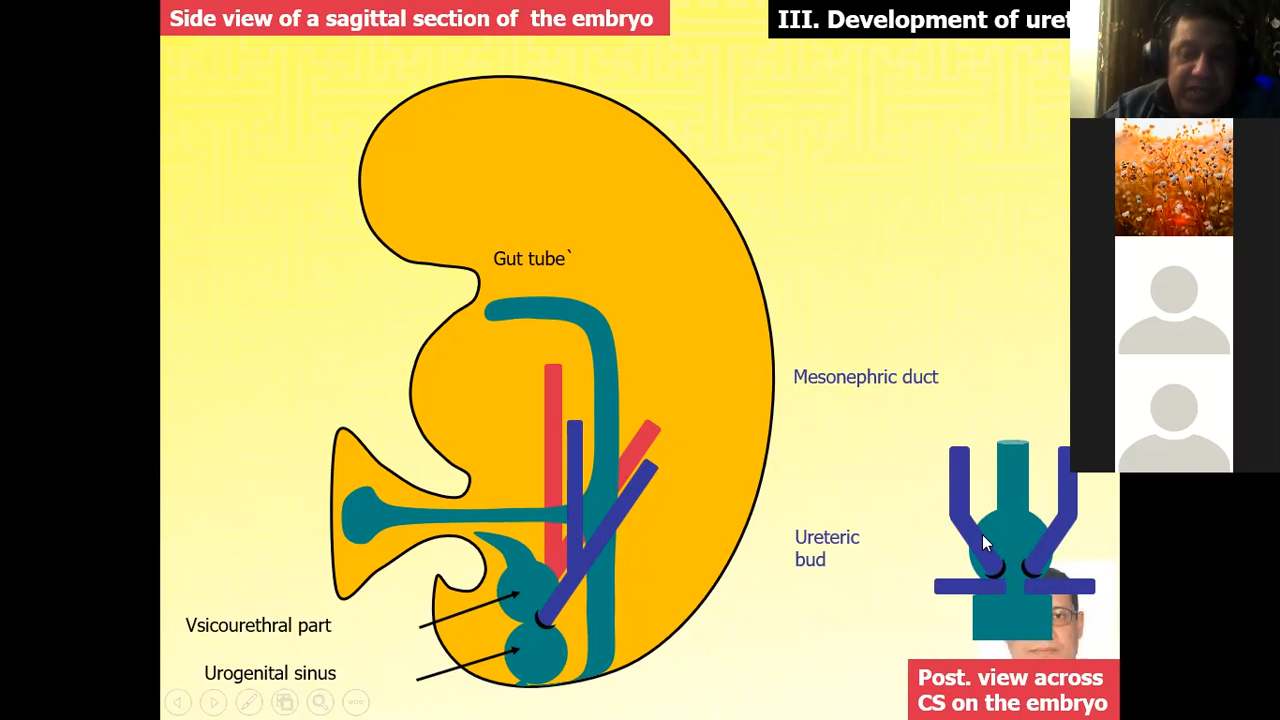 Side view of a sagittal section of the embryo
III. Development of uret
Gut tube`
Mesonephric duct
Ureteric
bud
Vsicourethral part
Urogenital sinus
Post. view across
CS on the embryo